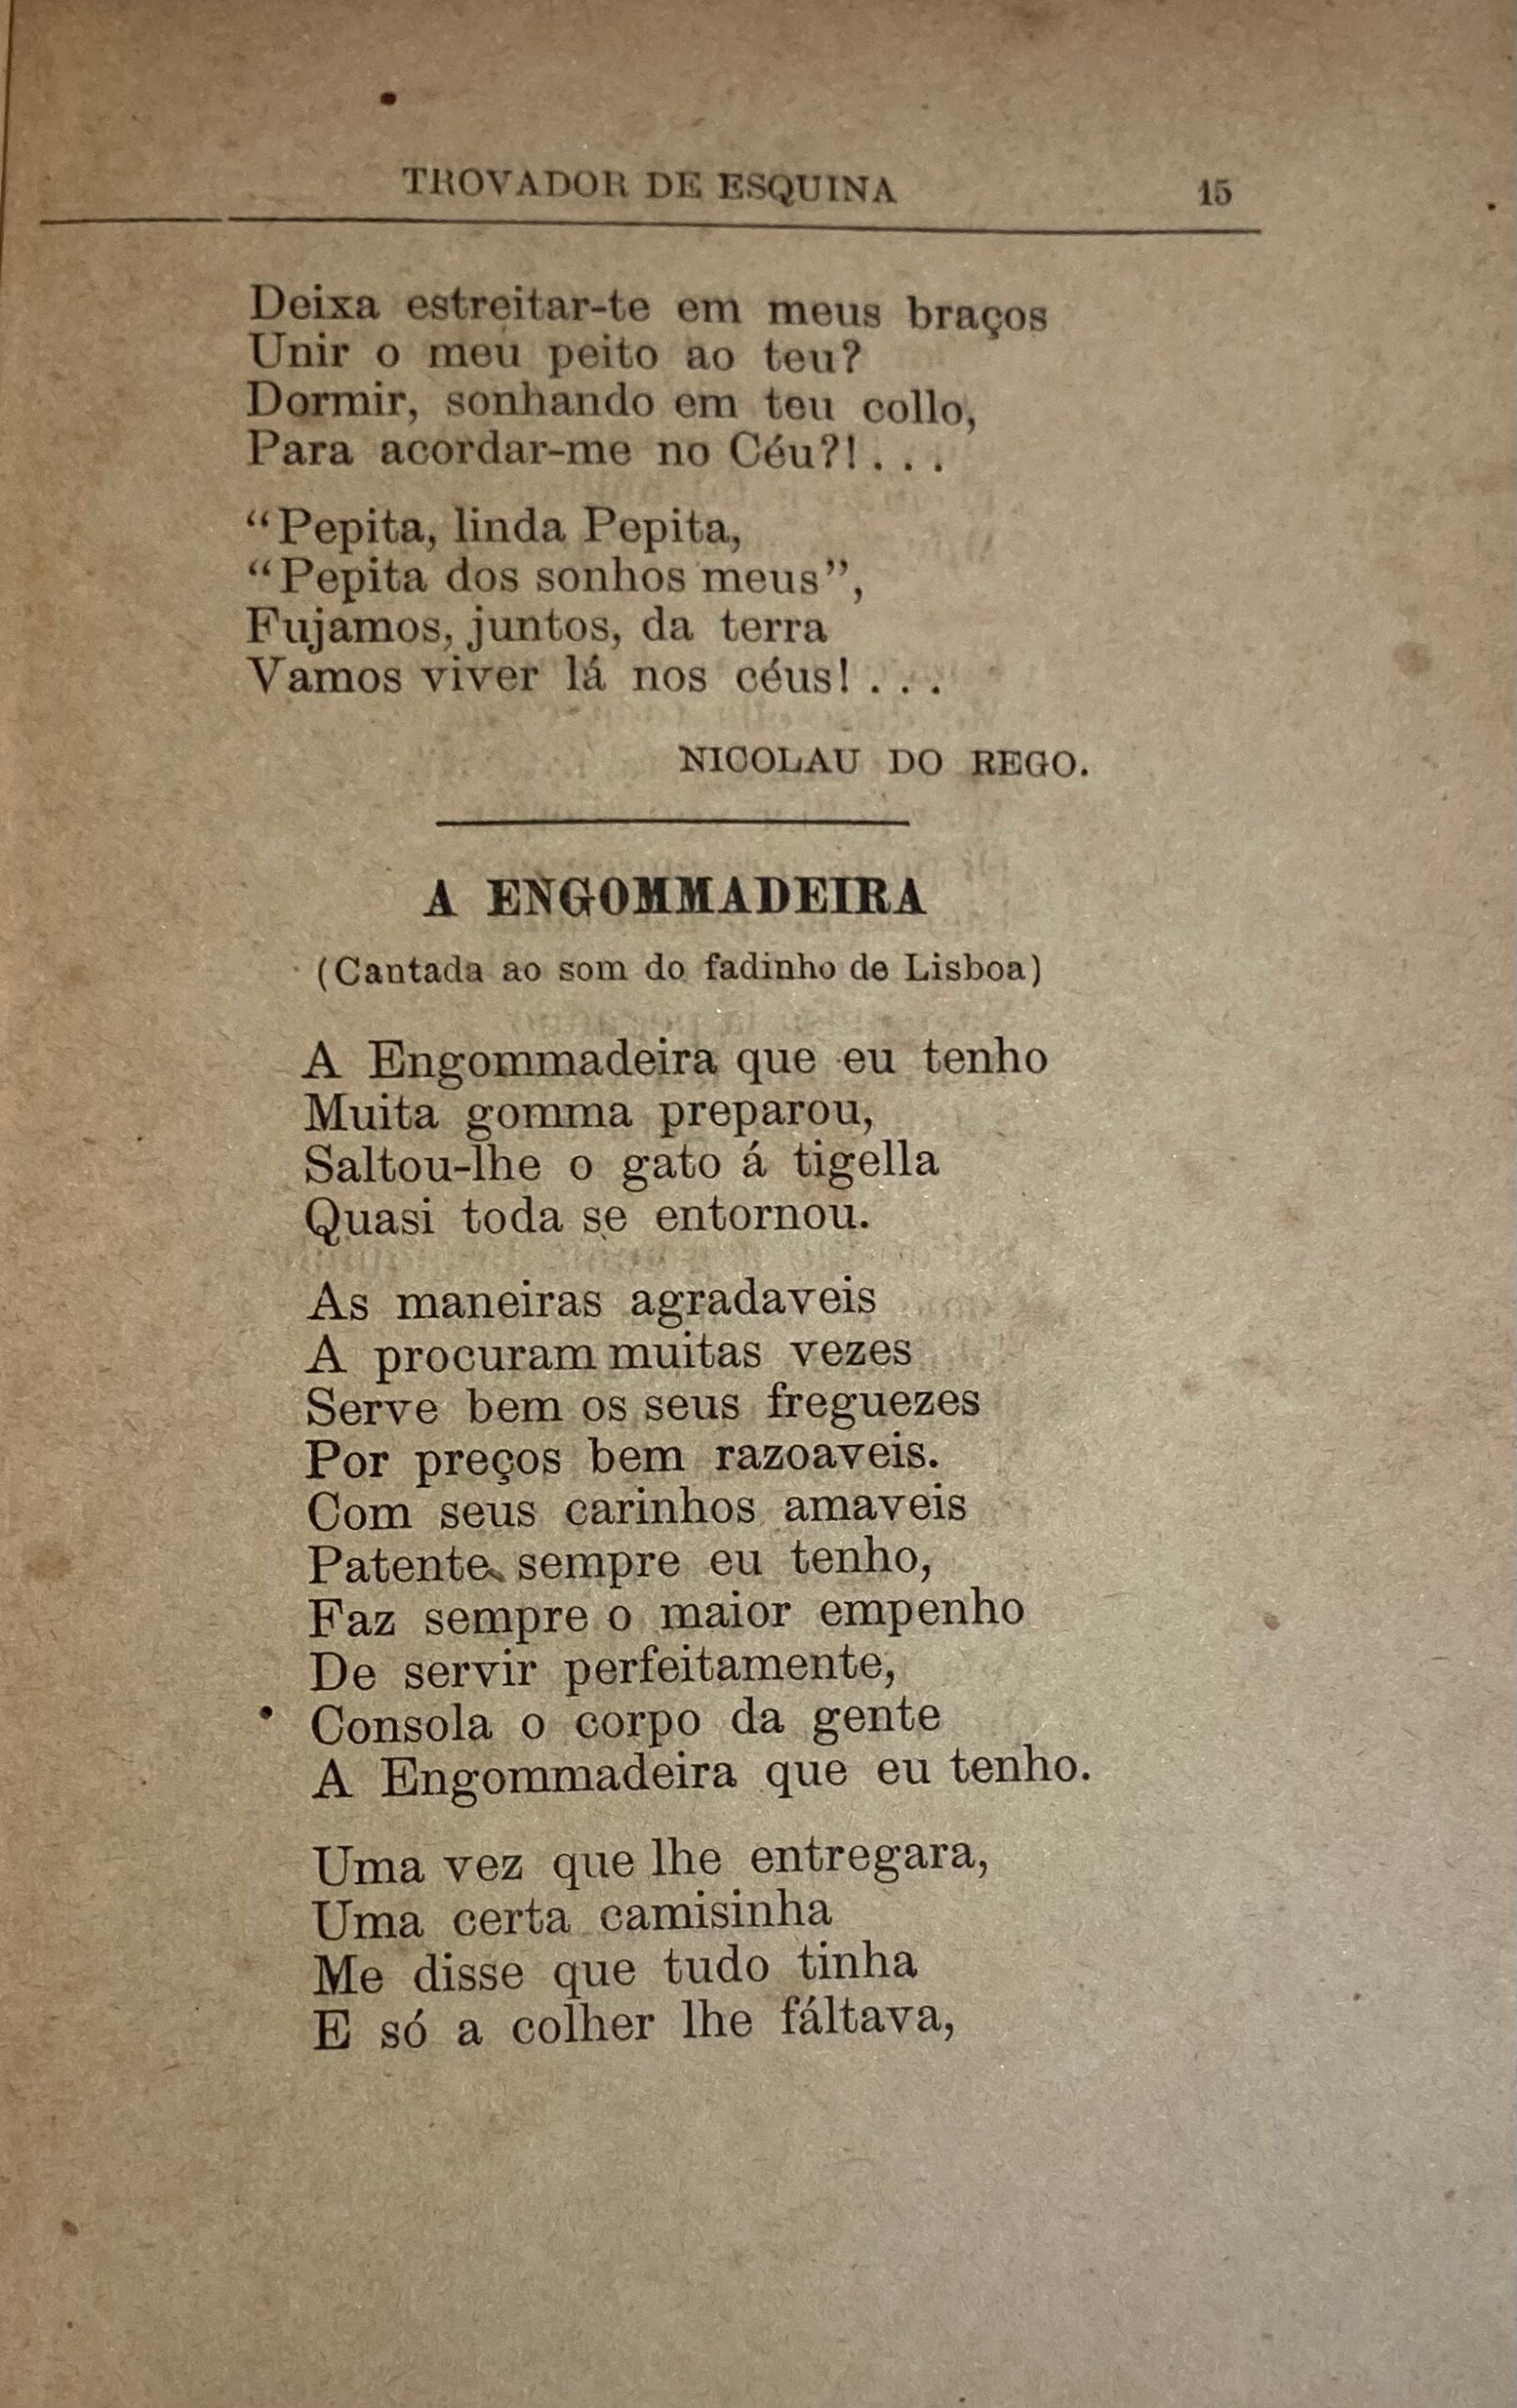 TROVADOR DE ESQUINA 15
Deixa estreitar-te em meus braços
Unir o meu peito ao teu?
Dormir, sonhando em teu collo,
Para acordar-me no Céu?!...
“Pepita, linda Pepita,
“Pepita dos sonhos meus”,
Fujamos, juntos, da terra
Vamos viver lá nos céus!...
NICOLAU DO REGO.
A ENGOMMADEIRA
(Cantada ao som do fadinho de Lisboa)
A Engommadeira que eu tenho
Muita gomma preparou,
Saltou-lhe o gato á tigella
Quasi toda se entornou.
As maneiras agradaveis
A procuram muitas vezes
Serve bem os seus freguezes
Por preços bem razoaveis.
Com seus carinhos amaveis
Patente sempre eu tenho,
Faz sempre o maior empenho
De servir perfeitamente,
Consola o corpo da gente
A Engommadeira que eu tenho.
Uma vez que lhe entregara,
Uma certa camisinha
Me disse que tudo tinha
E só a colher lhe fáltava,